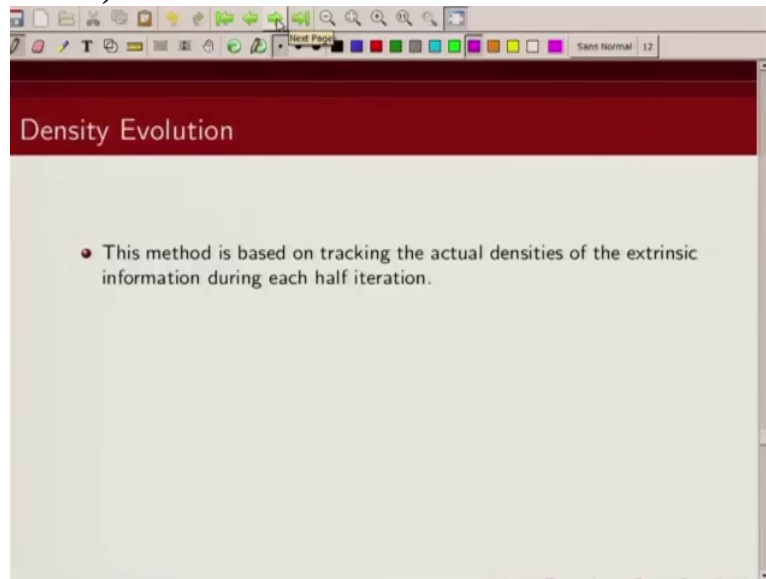 Next Page
Sans Normal 12
Density Evolution
This method is based on tracking the actual densities of the extrinsic
information during each half iteration.